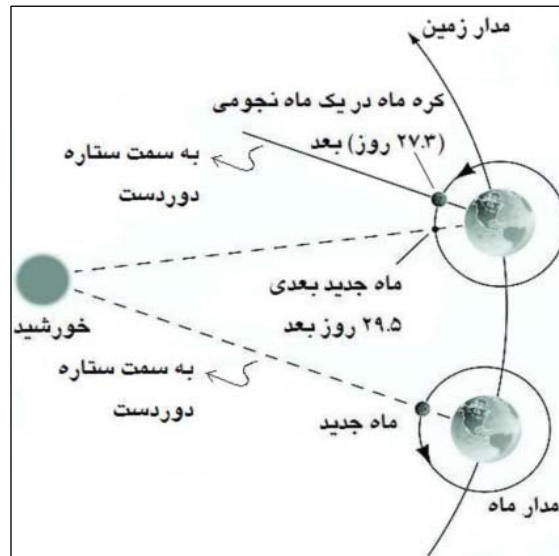 مدار زمین
کره ماه در یک ماه نجومی
(۲۷.۳ روز) بعد
به سمت ستاره
دوردست
ماه جدید بعدی
۲۹.۵ روز بعد
خورشید
به سمت ستاره
دوردست
ماه جدید
مدار ماه